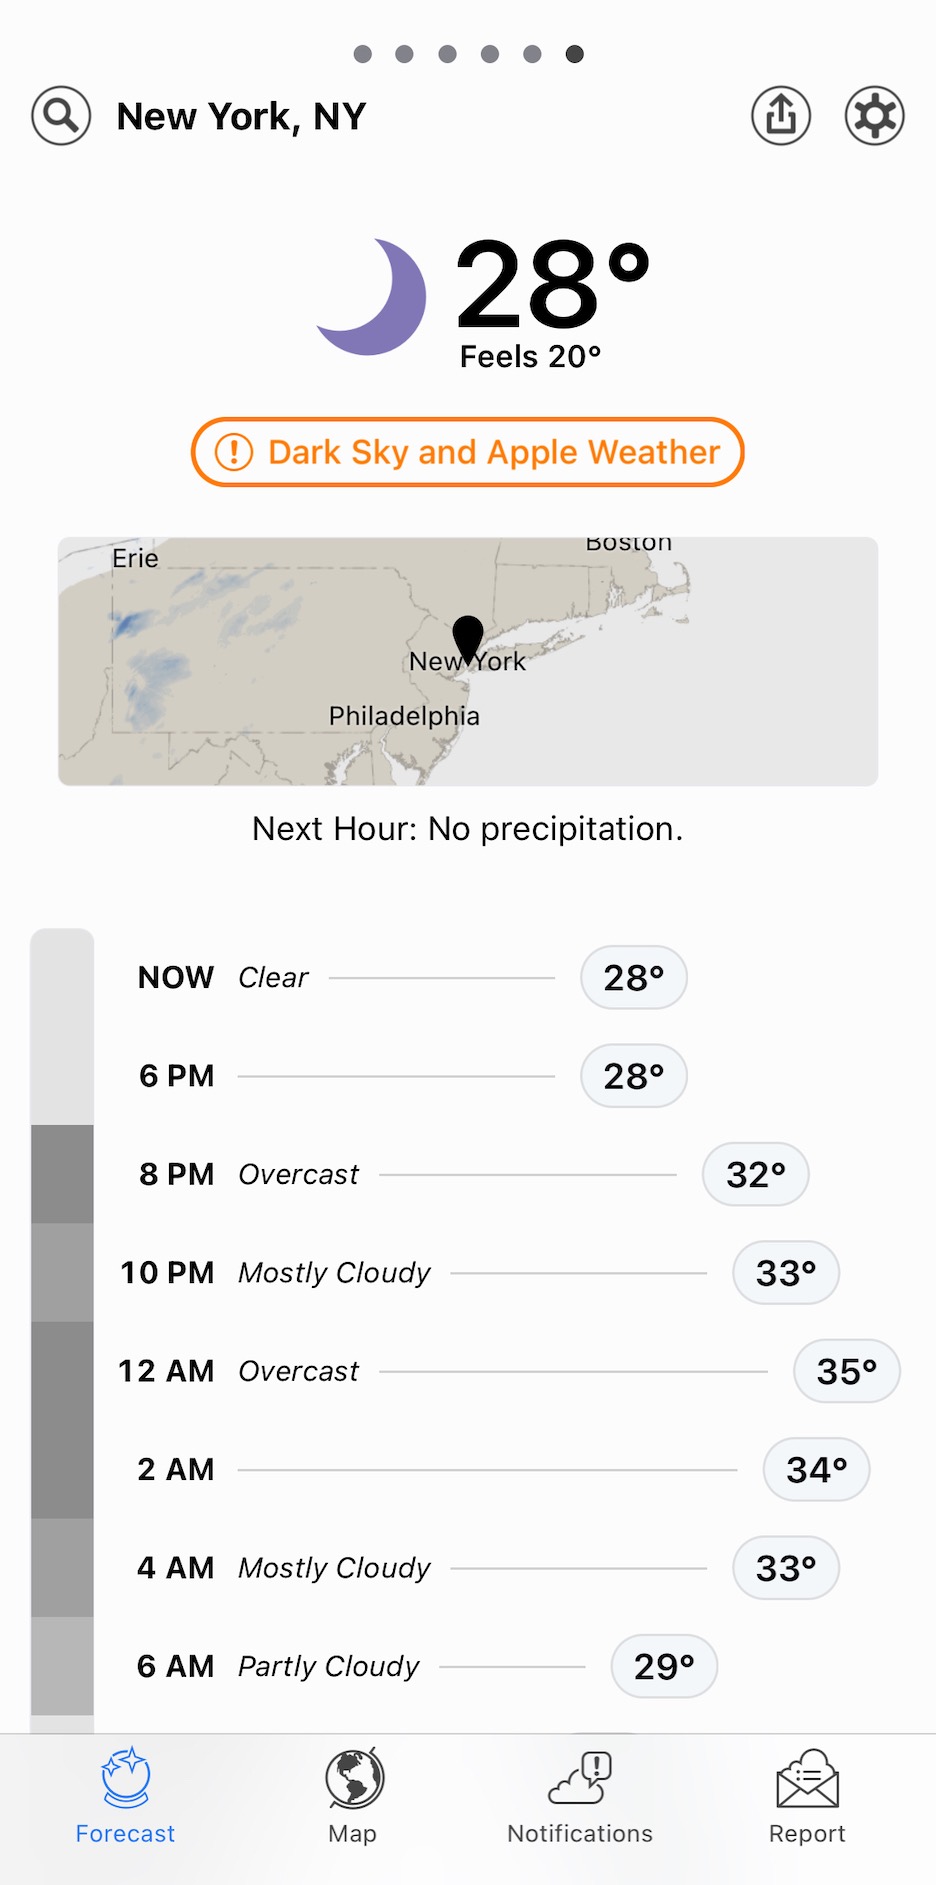 New York, NY
28°
Feels 20°
Dark Sky and Apple Weather
Erie
Boston
New York
Philadelphia
Next Hour: No precipitation.
NOW Clear 28°
6 PM 28°
8 PM Overcast 32°
10 PM Mostly Cloudy 33°
12 AM Overcast 35°
2 AM 34°
4 AM Mostly Cloudy 33°
6 AM Partly Cloudy 29°
Forecast Map Notifications Report